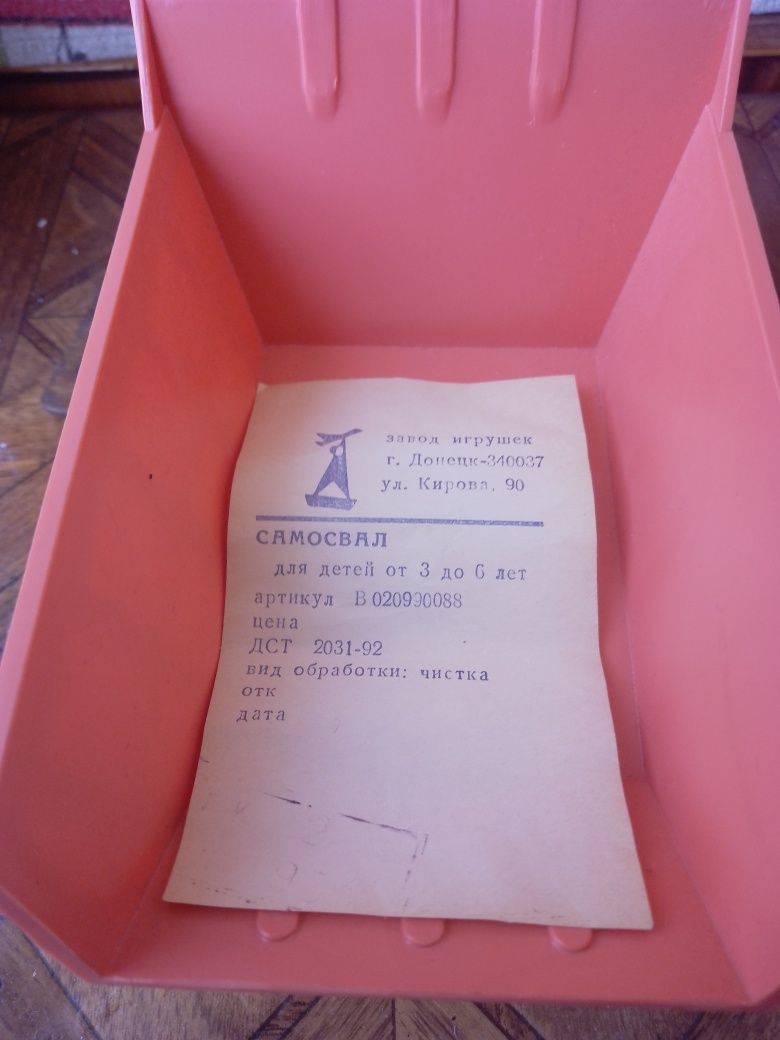 завод игрушек
г. Донецк-340037
ул. Кирова, 90
САМОСВАЛ
для детей от 3 до 6 лет
артикул В 020990088
цена
ДСТ 2031-92
вид обработки: чистка
отк
дата